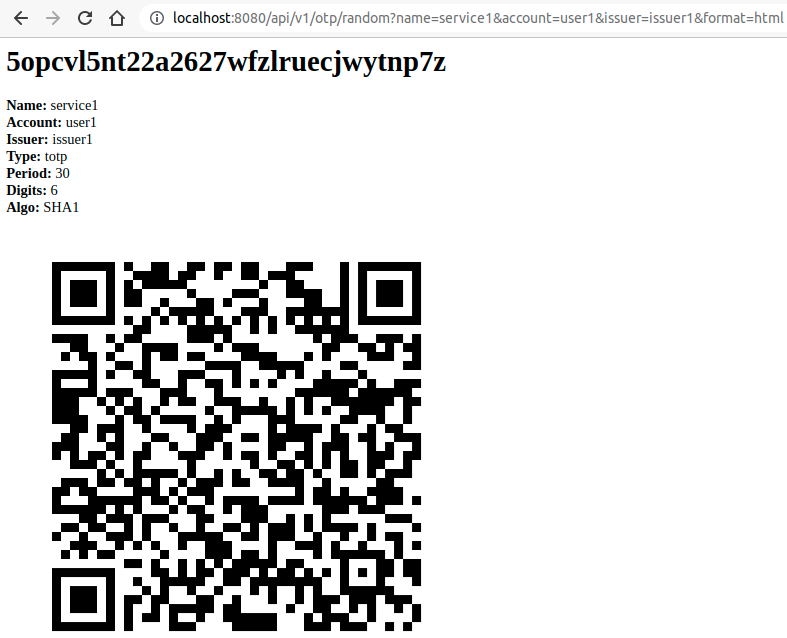 localhost:8080/api/v1/otp/random?name=service1&account=user1&issuer=issuer1&format=html
5opcvl5nt22a2627wfzlruecjwytnp7z
Name: service1
Account: user1
Issuer: issuer1
Type: totp
Period: 30
Digits: 6
Algo: SHA1